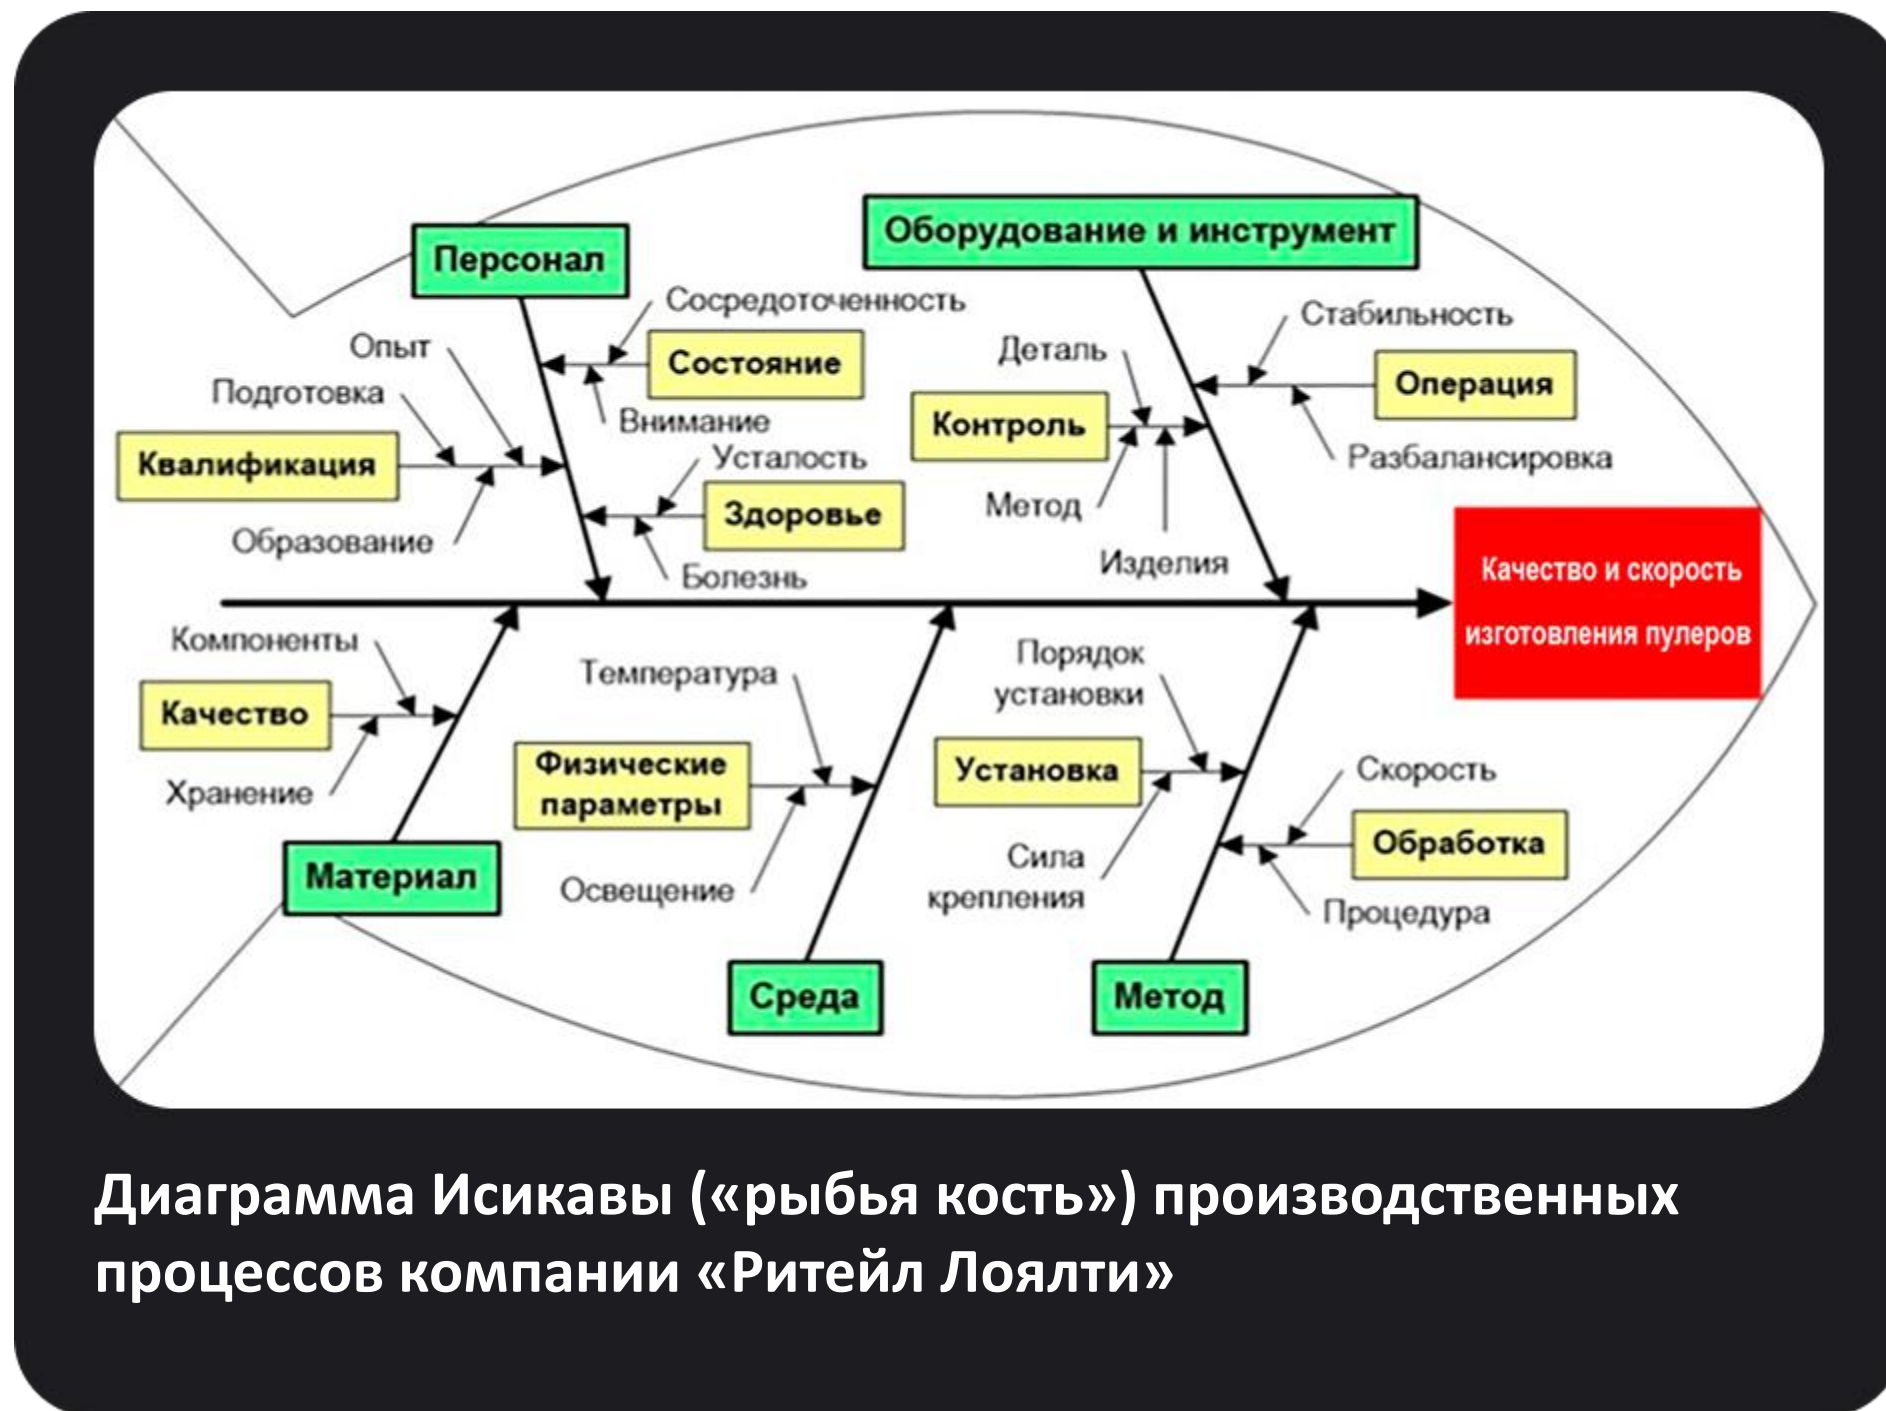 Персонал
Оборудование и инструмент
Сосредоточенность
Стабильность
Опыт
Деталь
Состояние
Операция
Подготовка
Внимание
Контроль
Квалификация
Усталость
Разбалансировка
Здоровье
Метод
Образование
Болезнь
Изделия
Качество и скорость
изготовления пулеров
Компоненты
Температура
Порядок
установки
Качество
Физические
параметры
Установка
Скорость
Хранение
Обработка
Сила
крепления
Освещение
Процедура
Материал
Среда
Метод
Диаграмма Исикавы («рыбья кость») производственных
процессов компании «Ритейл Лоялти»